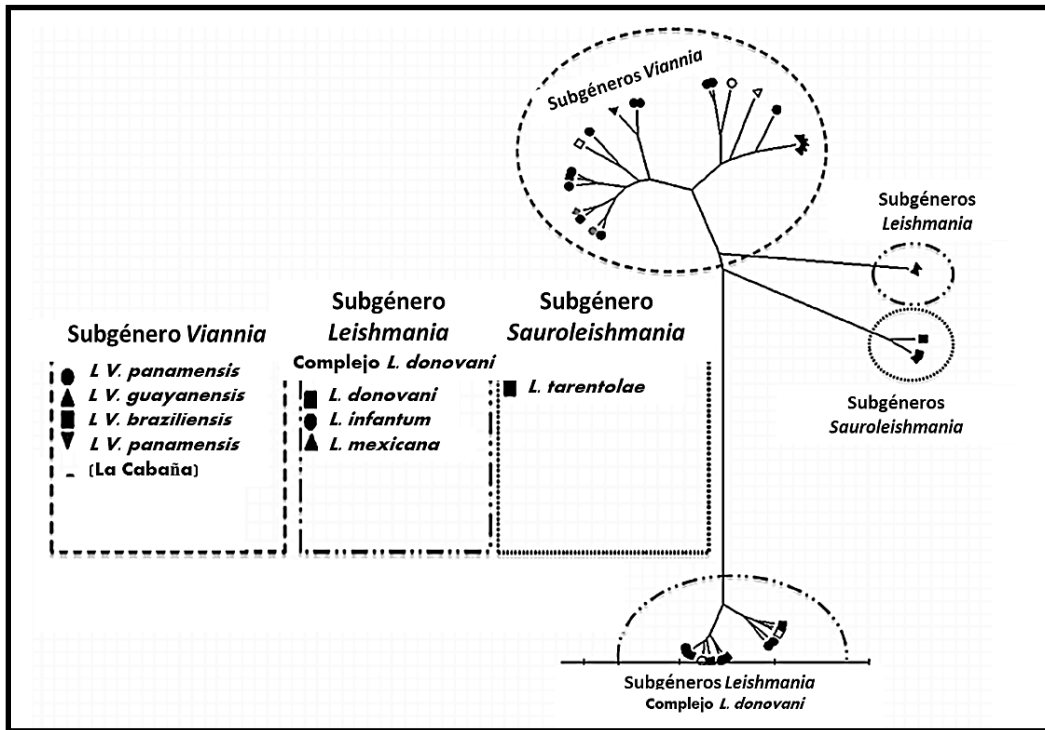 Subgéneros Viannia
Subgéneros
Leishmania
Subgéneros
Sauroleishmania
Subgénero Viannia
L V. panamensis
L V. guayanensis
L V. braziliensis
L V. panamensis
(La Cabaña)
Subgénero
Leishmania
Complejo L. donovani
L. donovani
L. infantum
L. mexicana
Subgénero
Sauroleishmania
L. tarentolae
Subgéneros Leishmania
Complejo L. donovani